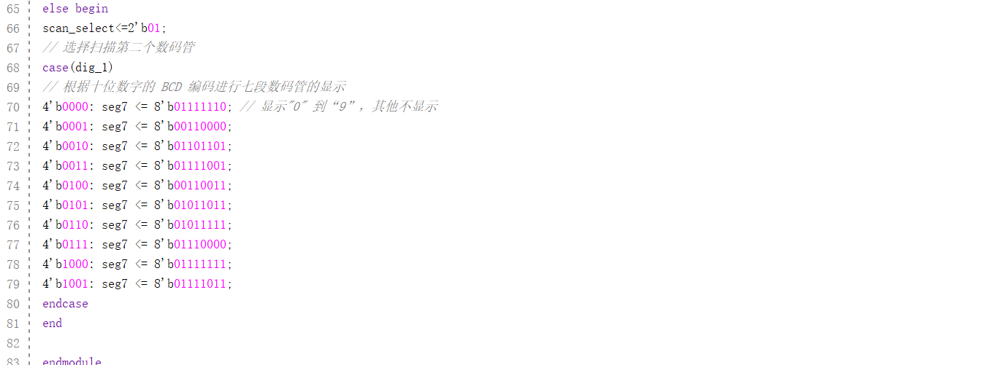 65 else begin
66 scan_select<=2'b01;
67 // 选择扫描第二个数码管
68 case(dig_1)
69 // 根据十位数字的 BCD 编码进行七段数码管的显示
70 4'b0000: seg7 <= 8'b01111110; // 显示"0" 到“9”, 其他不显示
71 4'b0001: seg7 <= 8'b00110000;
72 4'b0010: seg7 <= 8'b01101101;
73 4'b0011: seg7 <= 8'b01111001;
74 4'b0100: seg7 <= 8'b00110011;
75 4'b0101: seg7 <= 8'b01011011;
76 4'b0110: seg7 <= 8'b01011111;
77 4'b0111: seg7 <= 8'b01110000;
78 4'b1000: seg7 <= 8'b01111111;
79 4'b1001: seg7 <= 8'b01111011;
80 endcase
81 end
82
83 endmodule